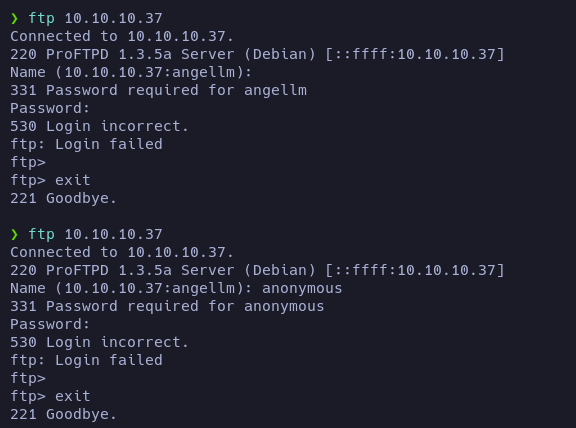 ❯ ftp 10.10.10.37
Connected to 10.10.10.37.
220 ProFTPD 1.3.5a Server (Debian) [::ffff:10.10.10.37]
Name (10.10.10.37:angellm):
331 Password required for angellm
Password:
530 Login incorrect.
ftp: Login failed
ftp>
ftp> exit
221 Goodbye.

❯ ftp 10.10.10.37
Connected to 10.10.10.37.
220 ProFTPD 1.3.5a Server (Debian) [::ffff:10.10.10.37]
Name (10.10.10.37:angellm): anonymous
331 Password required for anonymous
Password:
530 Login incorrect.
ftp: Login failed
ftp>
ftp> exit
221 Goodbye.